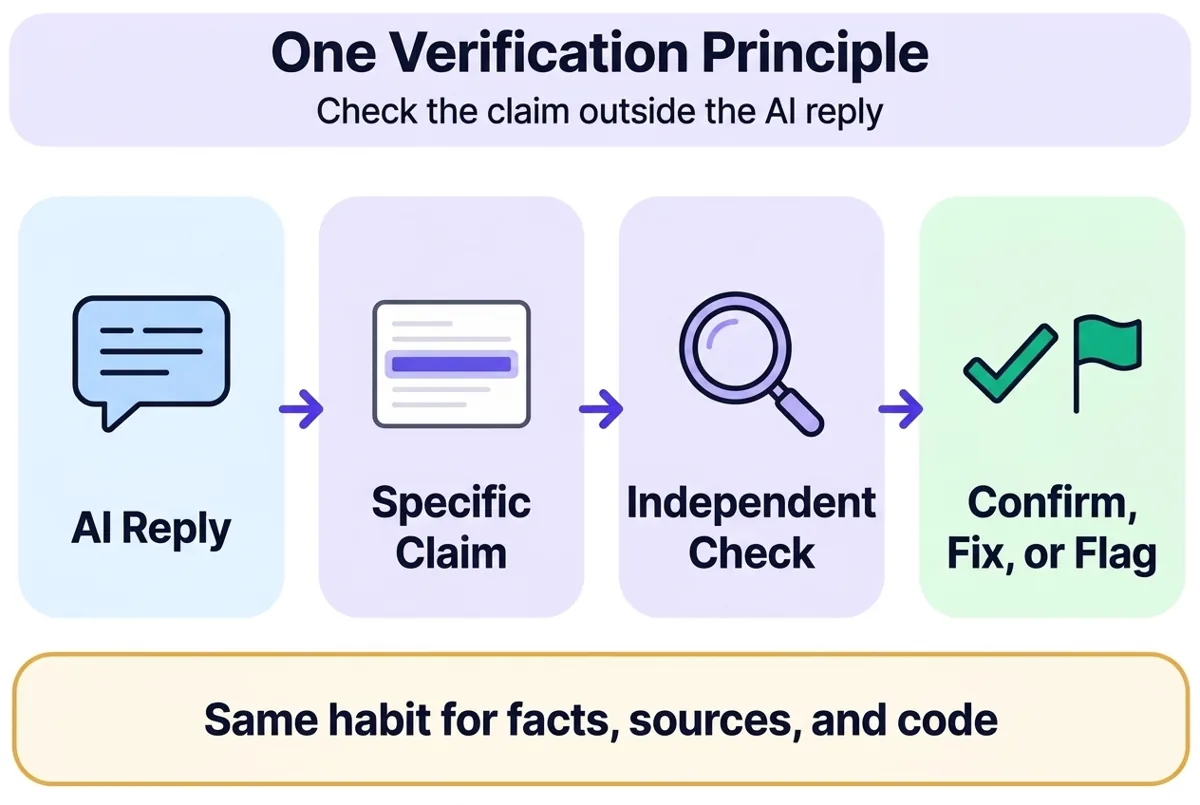 One Verification Principle
Check the claim outside the AI reply
AI Reply
Specific
Claim
Independent
Check
Confirm,
Fix, or Flag
Same habit for facts, sources, and code